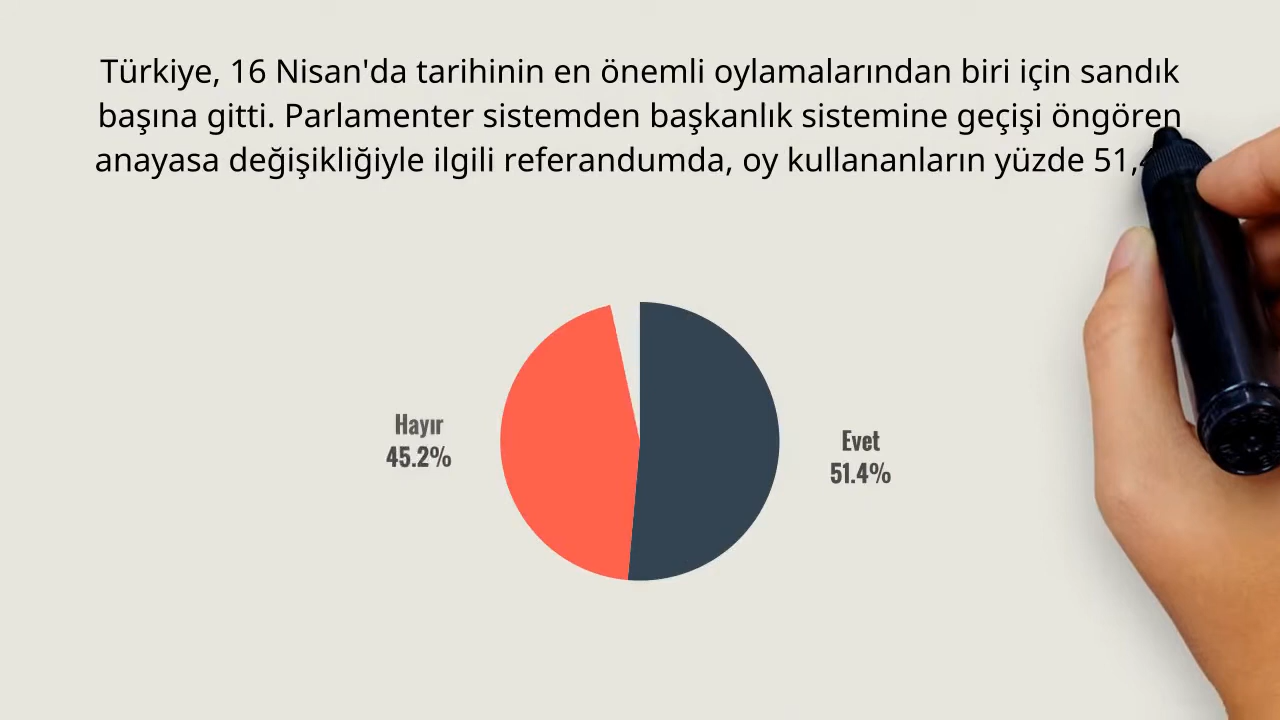 Türkiye, 16 Nisan'da tarihinin en önemli oylamalarından biri için sandık
başına gitti. Parlamenter sistemden başkanlık sistemine geçişi öngören
anayasa değişikliğiyle ilgili referandumda, oy kullananların yüzde
Hayır
45.2%
Evet
51.4%